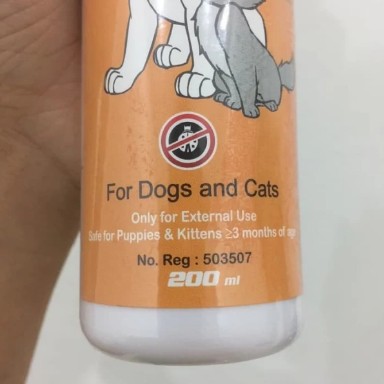 For Dogs and Cats
Only for External Use
Safe for Puppies & Kittens ≥3 months of age
No. Reg : 503507
200 ml